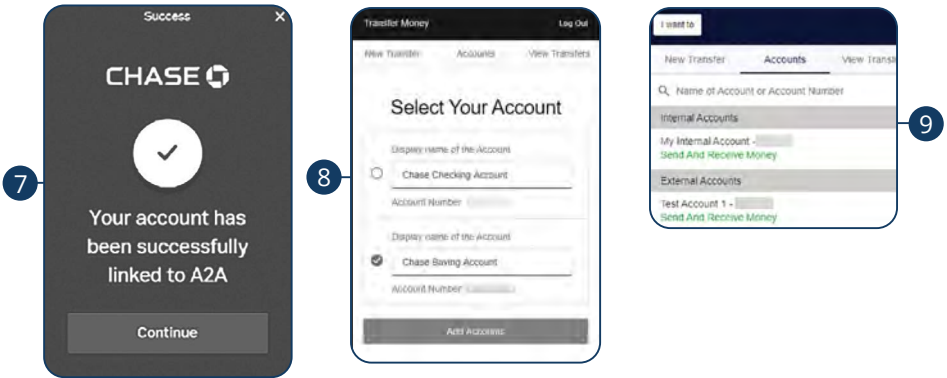 Success
CHASE
Your account has
been successfully
linked to A2A
Continue
7
Transfer Money Log Out
New Transfer Accounts View Transfers
Select Your Account
Display name of the Account
Chase Checking Account
Account Number
Display name of the Account
Chase Saving Account
Account Number
Add Accounts
8
I want to
New Transfer Accounts View
Name of Account or Account Number
Internal Accounts
My Internal Account -
Send And Receive Money
External Accounts
Test Account 1 -
Send And Receive Money
9